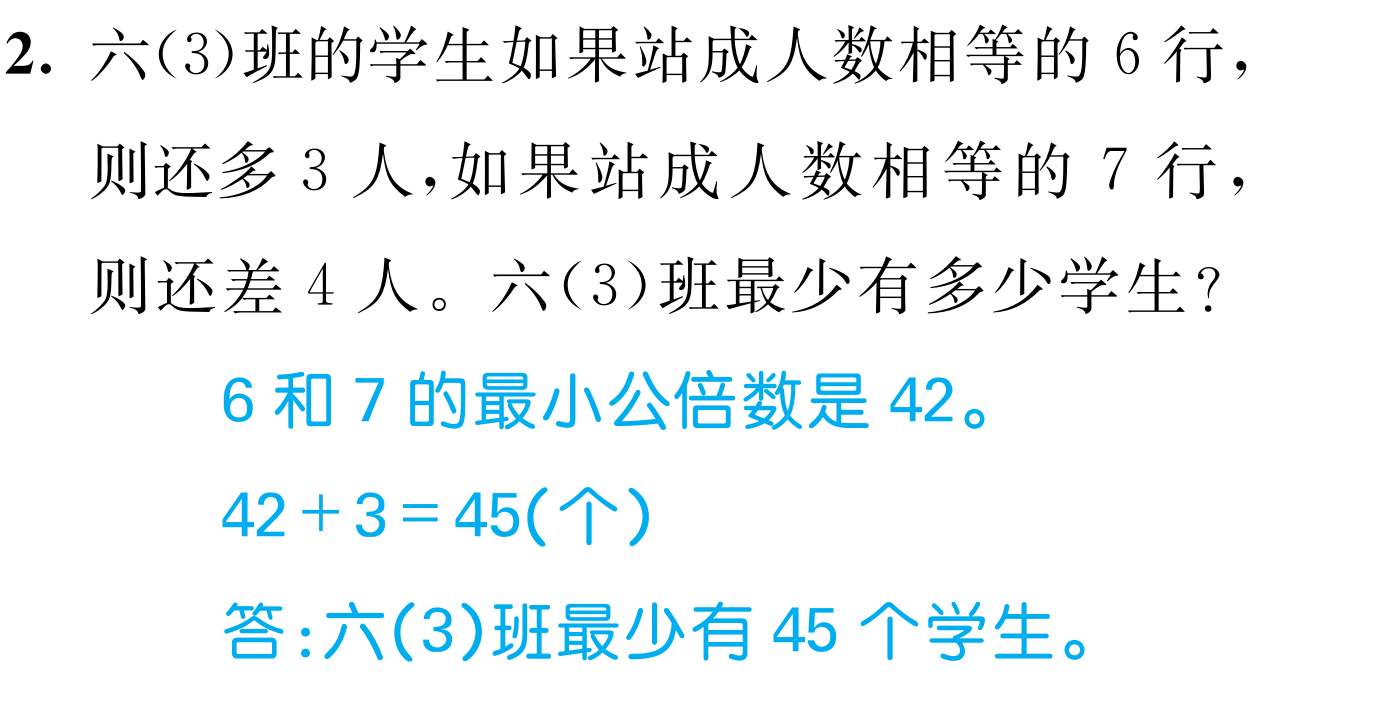 2. 六(3)班的学生如果站成人数相等的 6 行，
则还多 3 人，如果站成人数相等的 7 行，
则还差 4 人。六(3)班最少有多少学生？
6 和 7 的最小公倍数是 42。
42＋3＝45(个)
答：六(3)班最少有 45 个学生。